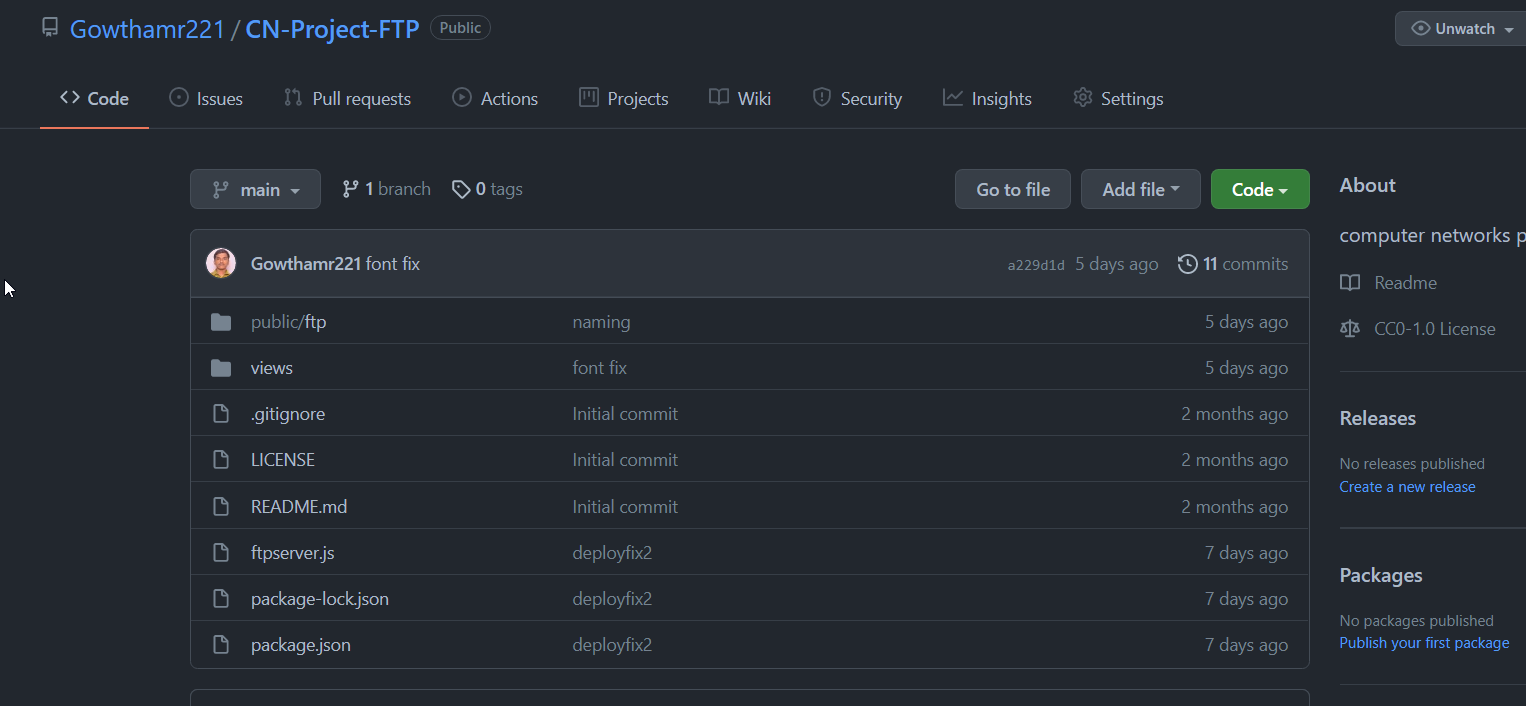 Gowthamr221 / CN-Project-FTP Public
Unwatch
Code Issues Pull requests Actions Projects Wiki Security Insights Settings
main 1 branch 0 tags
Go to file Add file Code
Gowthamr221 font fix a229d1d 5 days ago 11 commits
public/ftp naming 5 days ago
views font fix 5 days ago
.gitignore Initial commit 2 months ago
LICENSE Initial commit 2 months ago
README.md Initial commit 2 months ago
ftpserver.js deployfix2 7 days ago
package-lock.json deployfix2 7 days ago
package.json deployfix2 7 days ago
About
computer networks p
Readme
CC0-1.0 License
Releases
No releases published
Create a new release
Packages
No packages published
Publish your first package